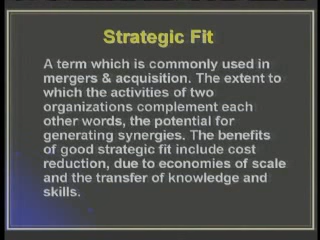 Strategic Fit
A term which is commonly used in
mergers & acquisition. The extent to
which the activities of two
organizations complement each
other words, the potential for
generating synergies. The benefits
of good strategic fit include cost
reduction, due to economies of scale
and the transfer of knowledge and
skills.